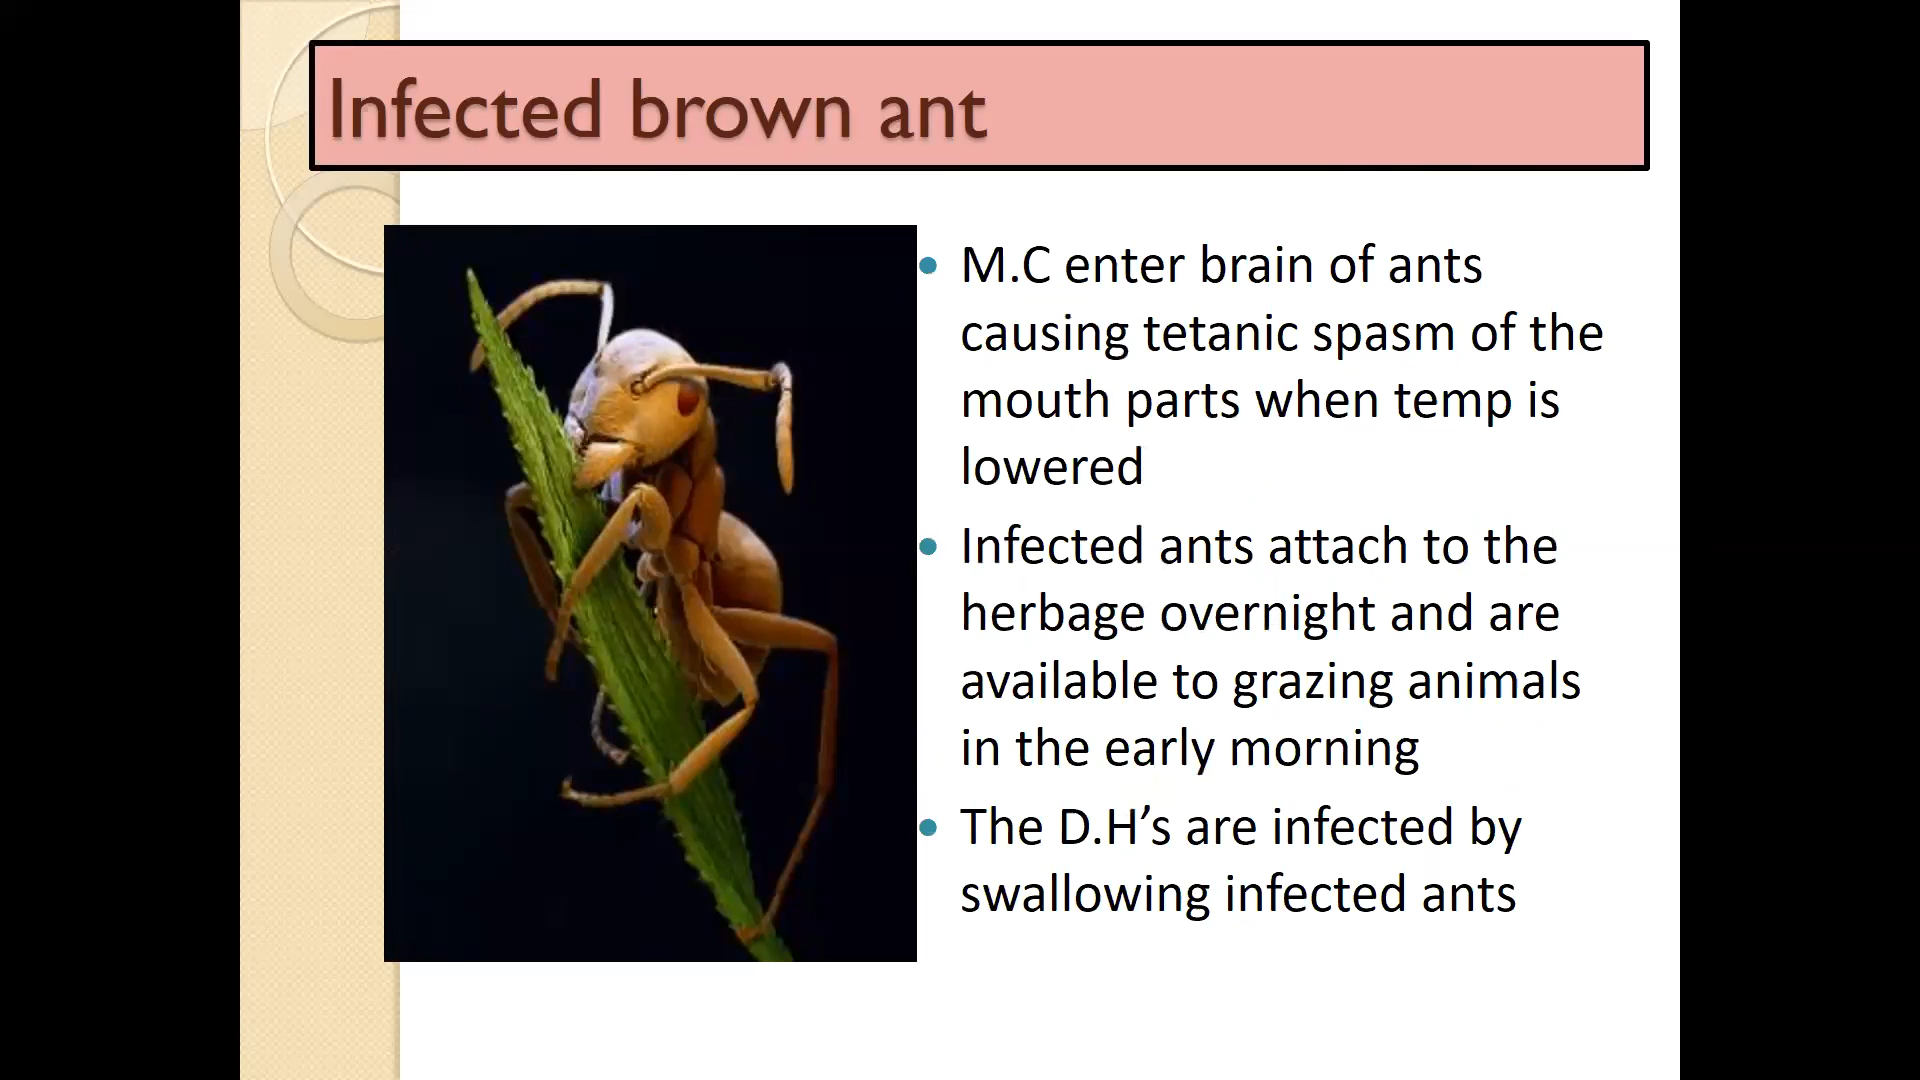 Infected brown ant
M.C enter brain of ants
causing tetanic spasm of the
mouth parts when temp is
lowered
Infected ants attach to the
herbage overnight and are
available to grazing animals
in the early morning
The D.H’s are infected by
swallowing infected ants